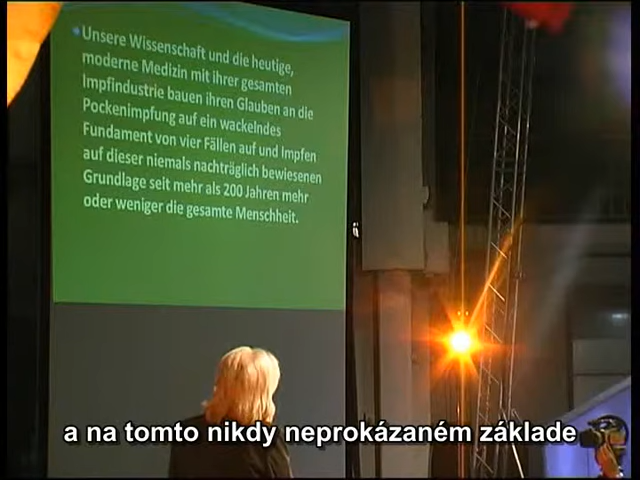 Unsere Wissenschaft und die heutige,
moderne Medizin mit ihrer gesamten
Impfindustrie bauen ihren Glauben an die
Pockenimpfung auf ein wackelndes
Fundament von vier Fällen auf und Impfen
auf dieser niemals nachträglich bewiesenen
Grundlage seit mehr als 200 Jahren mehr
oder weniger die gesamte Menschheit.
a na tomto nikdy neprokázaném základe